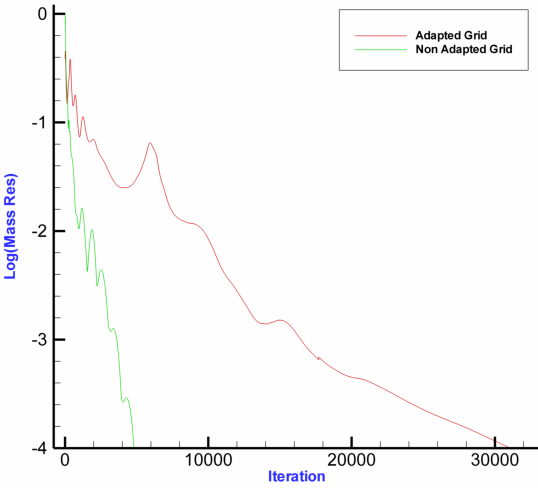 0
Adapted Grid
Non Adapted Grid
-1
Log(Mass Res)
-2
-3
-4
0
10000
20000
30000
Iteration